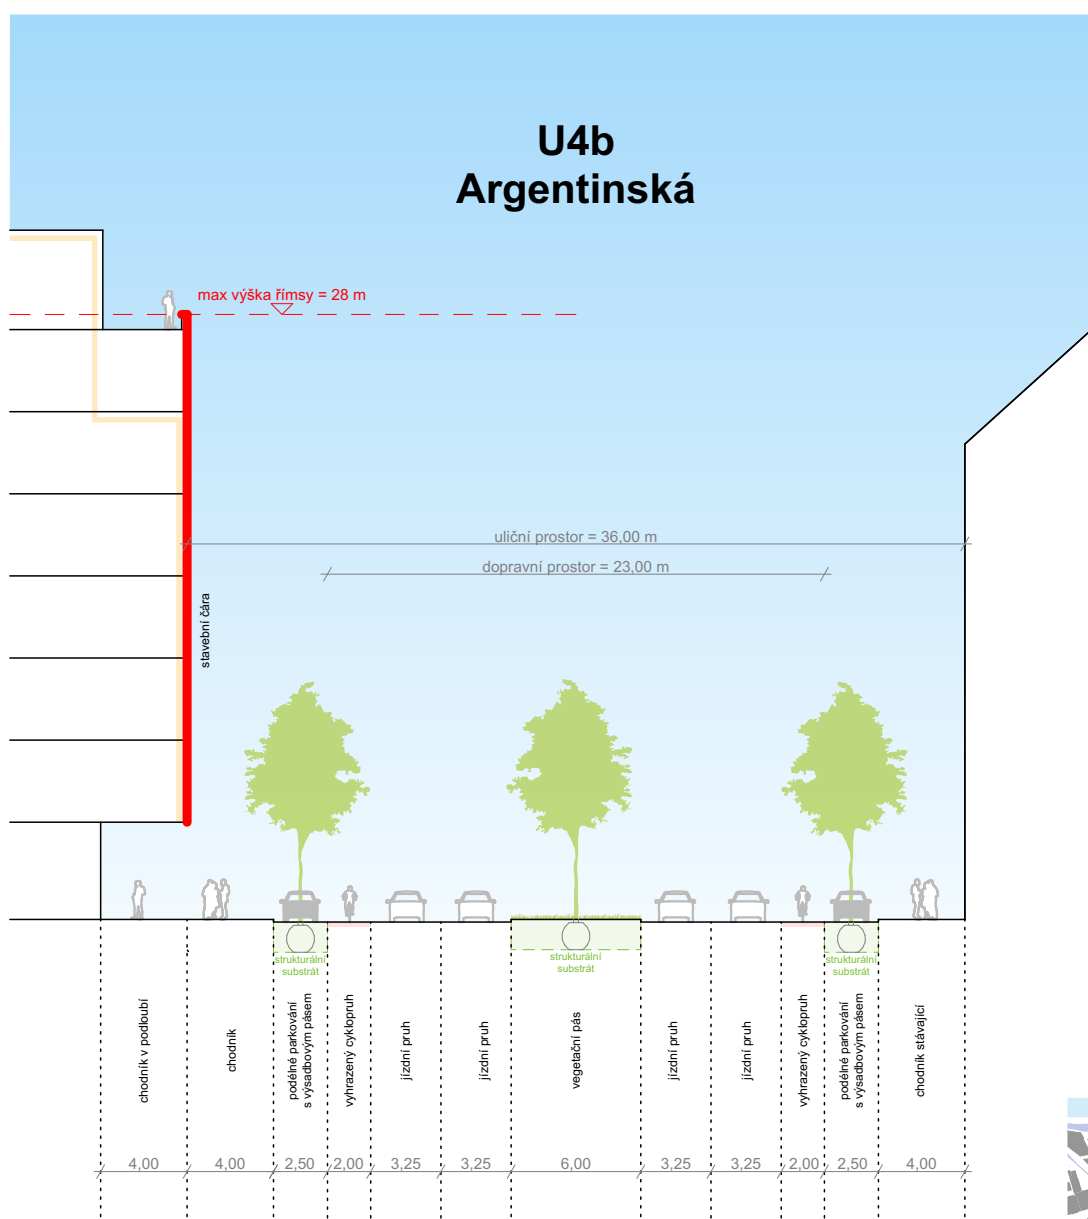 U4b
Argentinská
max výška římsy = 28 m
uliční prostor = 36,00 m
dopravní prostor = 23,00 m
stavební čára
strukturální
substrát
strukturální
substrát
strukturální
substrát
chodník v podloubí
chodník
podélné parkování
s výsadbovým pásem
vyhrazený cyklopruh
jízdní pruh
jízdní pruh
vegetační pás
jízdní pruh
jízdní pruh
vyhrazený cyklopruh
podélné parkování
s výsadbovým pásem
chodník stávající
4,00 4,00 2,50 2,00 3,25 3,25 6,00 3,25 3,25 2,00 2,50 4,00